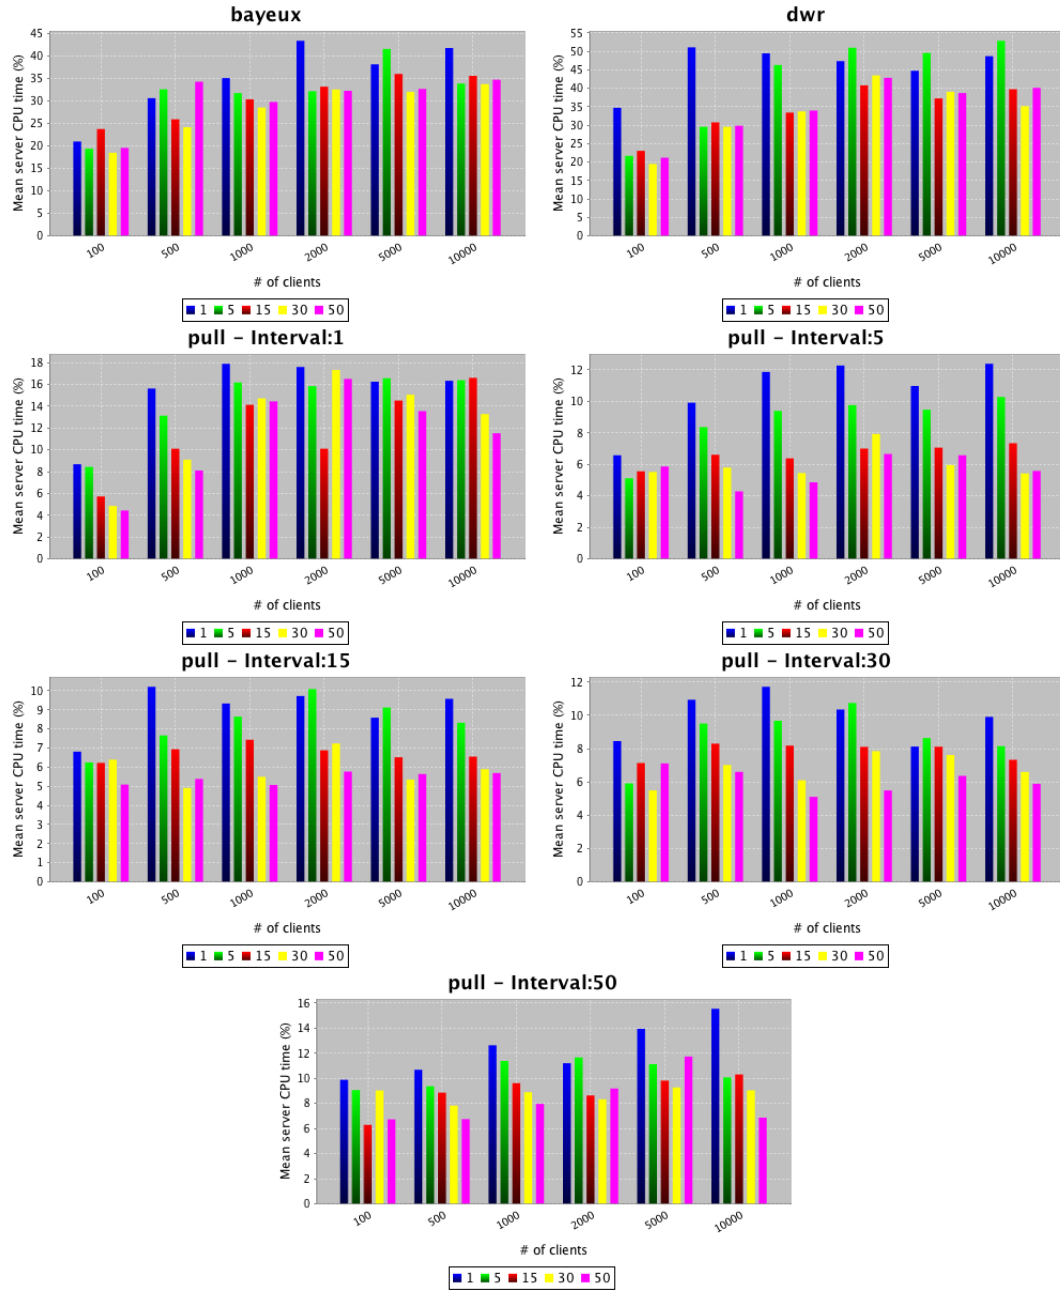 bayeux
Mean server CPU time (%)
45
40
35
30
25
20
15
10
5
0
100 500 1000 2000 5000 10000
# of clients
1 5 15 30 50
dwr
Mean server CPU time (%)
55
50
45
40
35
30
25
20
15
10
5
0
100 500 1000 2000 5000 10000
# of clients
1 5 15 30 50
pull - Interval:1
Mean server CPU time (%)
18
16
14
12
10
8
6
4
2
0
100 500 1000 2000 5000 10000
# of clients
1 5 15 30 50
pull - Interval:5
Mean server CPU time (%)
12
10
8
6
4
2
0
100 500 1000 2000 5000 10000
# of clients
1 5 15 30 50
pull - Interval:15
Mean server CPU time (%)
10
9
8
7
6
5
4
3
2
1
0
100 500 1000 2000 5000 10000
# of clients
1 5 15 30 50
pull - Interval:30
Mean server CPU time (%)
12
10
8
6
4
2
0
100 500 1000 2000 5000 10000
# of clients
1 5 15 30 50
pull - Interval:50
Mean server CPU time (%)
16
14
12
10
8
6
4
2
0
100 500 1000 2000 5000 10000
# of clients
1 5 15 30 50